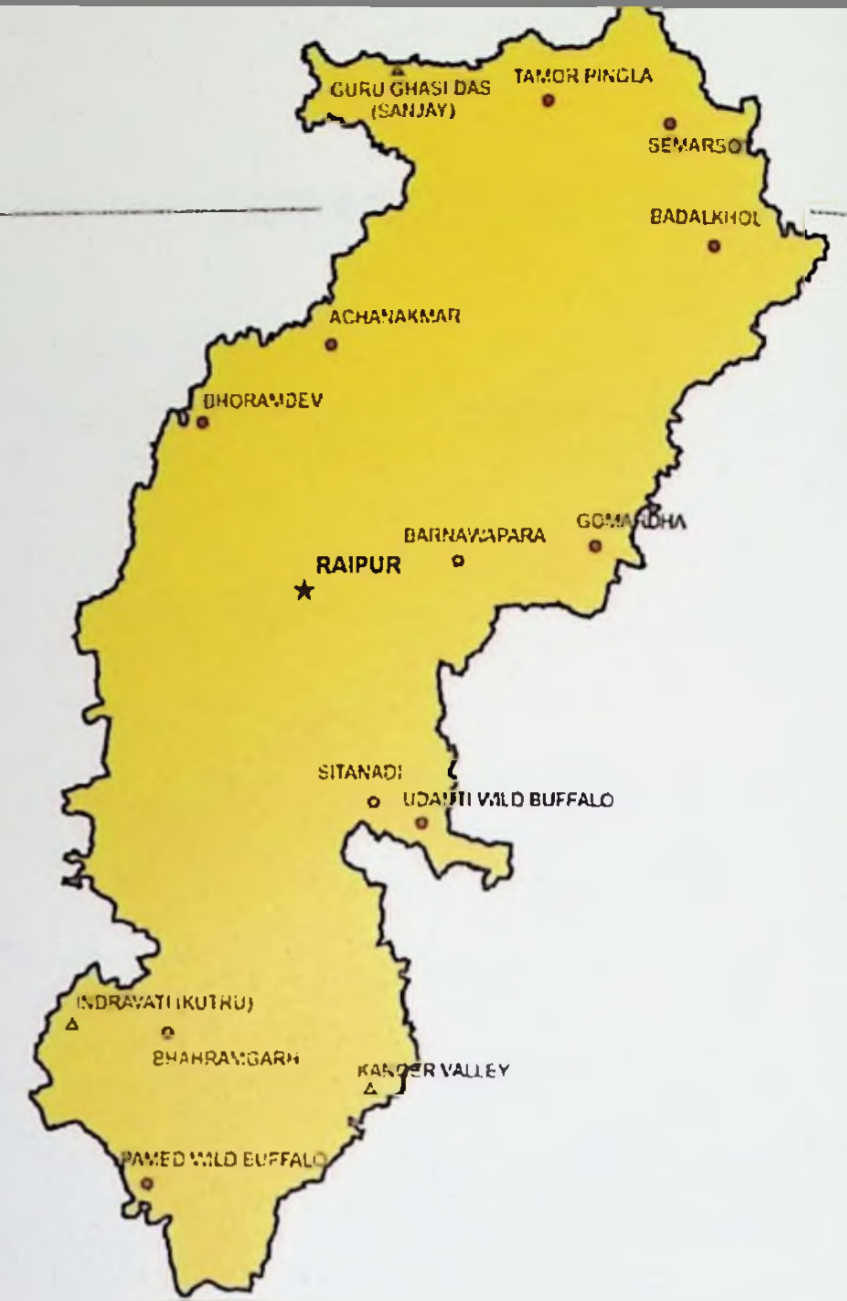 GURU GHASI DAS
(SANJAY)
TAMOR PINGLA
SEMARSOT
BADALKHOL
ACHANAKMAR
BHORAMDEV
GOMARDHA
BARNAWAPARA
RAIPUR
SITANADI
UDANTI WILD BUFFALO
INDRAVATI (KUTRU)
BHAHRAMGARH
KANGER VALLEY
PAMED WILD BUFFALO